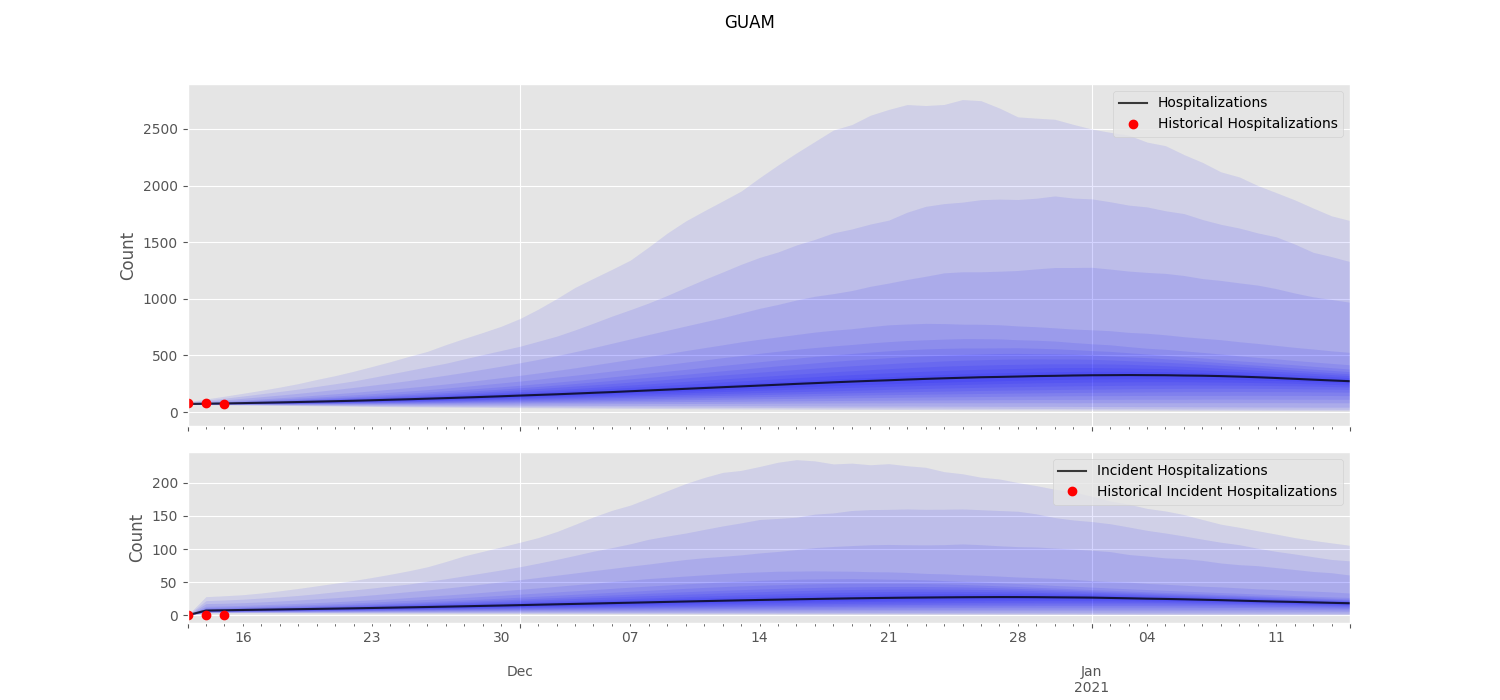 GUAM
Hospitalizations
Historical Hospitalizations
2500
2000
1500
1000
500
0
Count
Incident Hospitalizations
Historical Incident Hospitalizations
200
150
100
50
0
Count
16 23 30 07 14 21 28 04 11
Dec Jan
2021